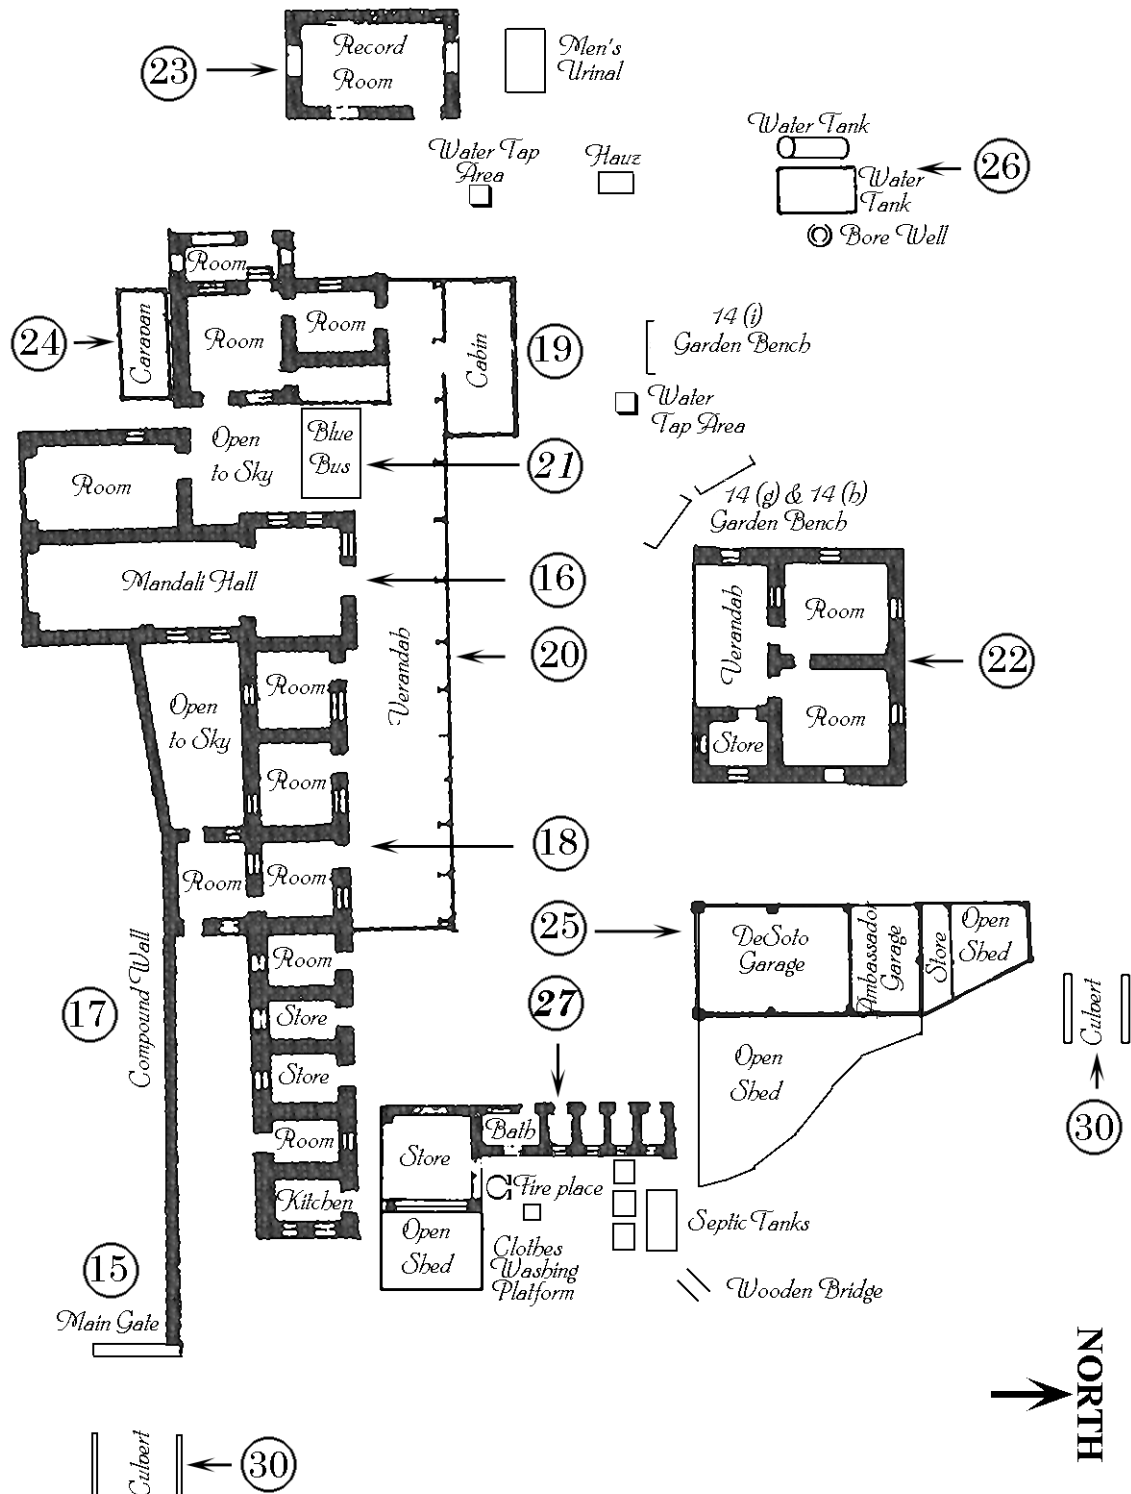 Record
Room
23
Men's
Urinal
Water Tap
Area
Hauz
Water Tank
Water
Tank
26
Bore Well
Room
Caravan
24
Room
Room
Cabin
19
14 (i)
Garden Bench
Water
Tap Area
Blue
Bus
Open
to Sky
21
Room
14 (g) & 14 (h)
Garden Bench
Mandali Hall
16
Verandah
20
Verandah
Room
Room
Store
22
Room
Open
to Sky
Room
18
Room
Room
25
DeSoto
Garage
Ambassador
Garage
Store
Open
Shed
Room
27
17
Compound Wall
Store
Culvert
Open
Shed
Store
30
Room
Bath
Store
Kitchen
Fire place
Open
Shed
Septic Tanks
Clothes
Washing
Platform
15
Main Gate
Wooden Bridge
NORTH
Culvert
30